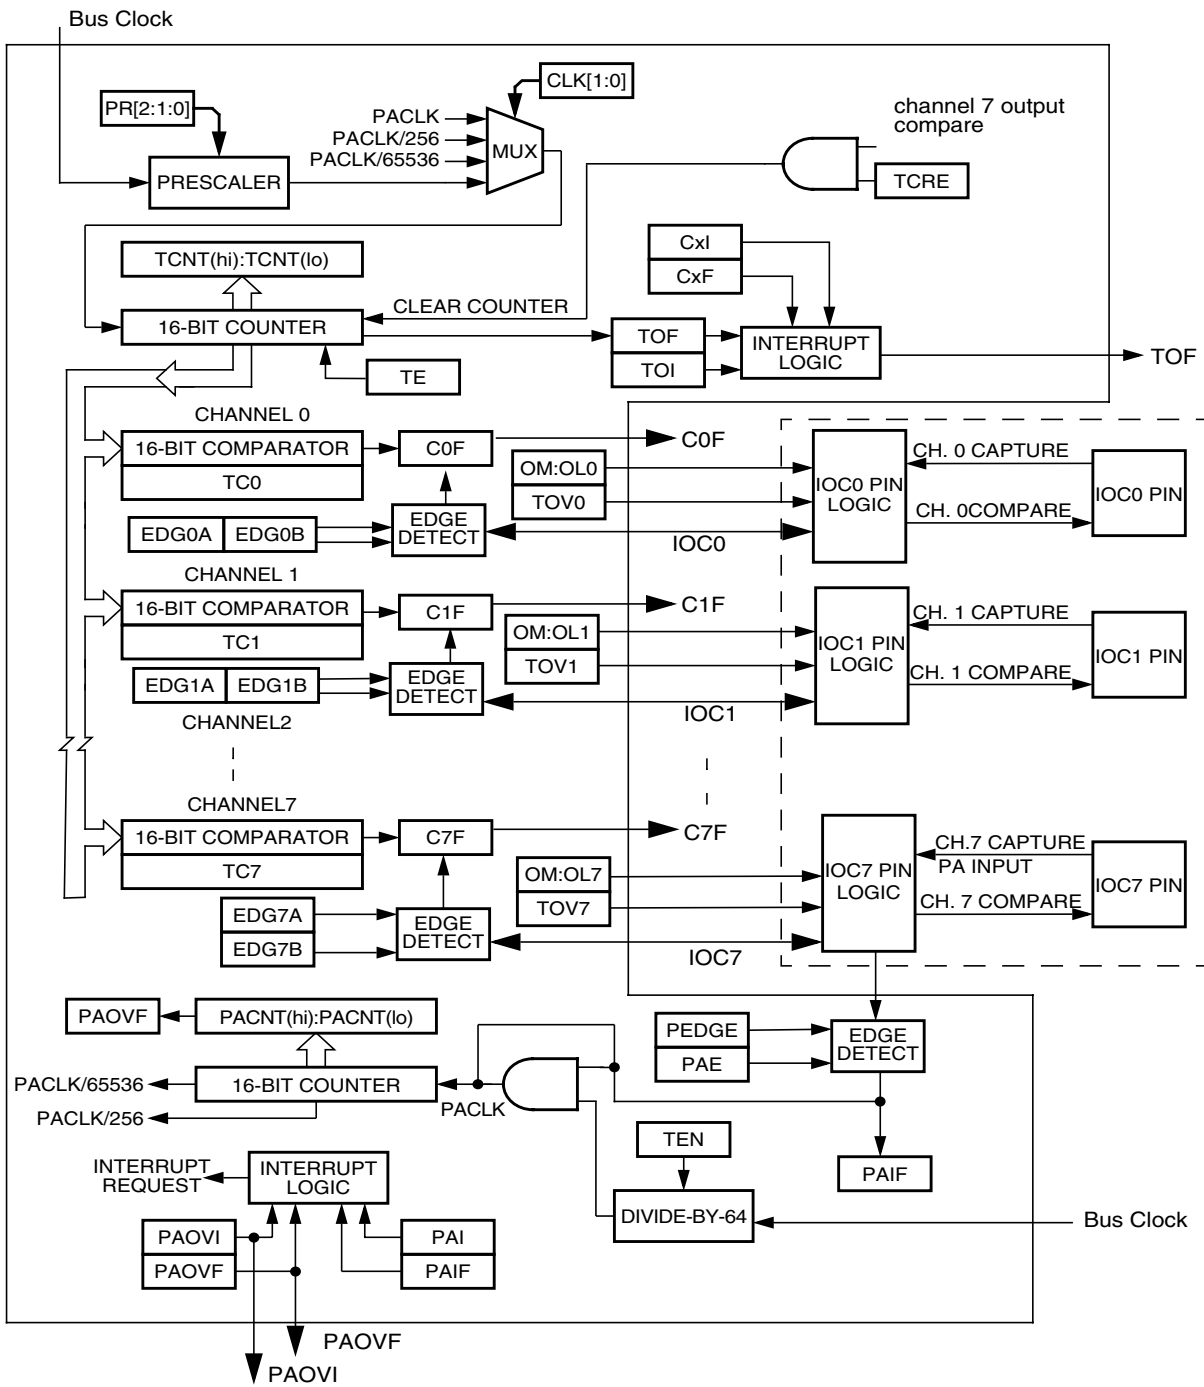 Bus Clock
CLK[1:0]
PR[2:1:0]
PACLK
PACLK/256
PACLK/65536
MUX
channel 7 output
compare
PRESCALER
TCRE
CxI
CxF
TCNT(hi):TCNT(lo)
CLEAR COUNTER
16-BIT COUNTER
TOF
TOI
INTERRUPT
LOGIC
TOF
TE
CHANNEL 0
16-BIT COMPARATOR
TC0
C0F
C0F
OM:OL0
TOV0
IOC0 PIN
LOGIC
CH. 0 CAPTURE
CH. 0COMPARE
IOC0 PIN
EDG0A
EDG0B
EDGE
DETECT
IOC0
CHANNEL 1
16-BIT COMPARATOR
TC1
C1F
C1F
OM:OL1
TOV1
IOC1 PIN
LOGIC
CH. 1 CAPTURE
CH. 1 COMPARE
IOC1 PIN
EDG1A
EDG1B
EDGE
DETECT
IOC1
CHANNEL2
CHANNEL7
16-BIT COMPARATOR
TC7
C7F
C7F
OM:OL7
TOV7
IOC7 PIN
LOGIC
CH.7 CAPTURE
PA INPUT
CH. 7 COMPARE
IOC7 PIN
EDG7A
EDG7B
EDGE
DETECT
IOC7
PAOVF
PACNT(hi):PACNT(lo)
PEDGE
PAE
EDGE
DETECT
PACLK/65536
16-BIT COUNTER
PACLK
PACLK/256
TEN
PAIF
INTERRUPT
REQUEST
INTERRUPT
LOGIC
DIVIDE-BY-64
Bus Clock
PAOVI
PAOVF
PAI
PAIF
PAOVF
PAOVI